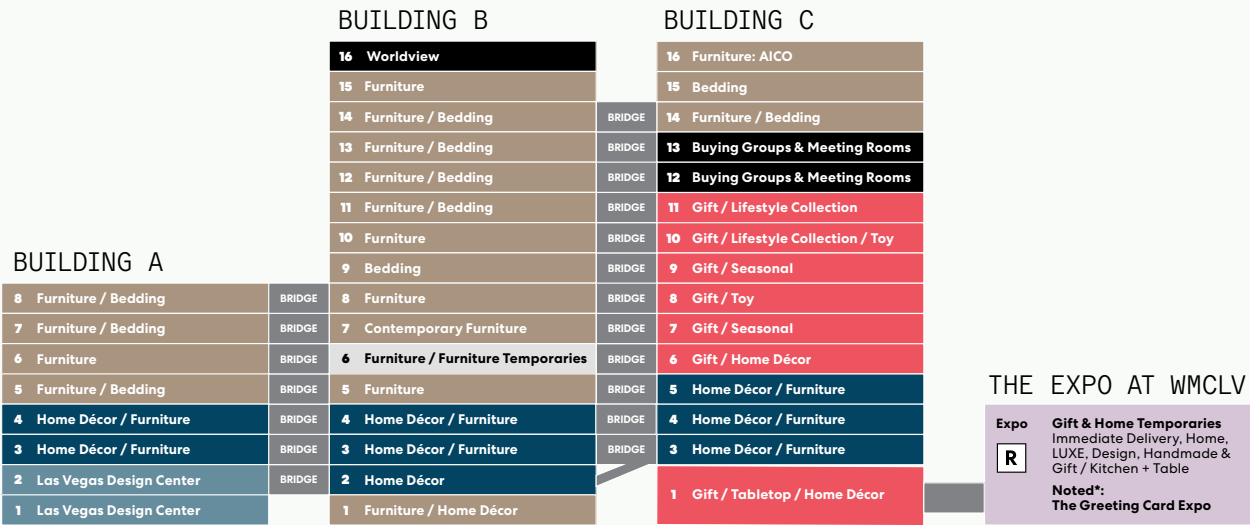 BUILDING A
8 Furniture / Bedding BRIDGE
7 Furniture / Bedding BRIDGE
6 Furniture BRIDGE
5 Furniture / Bedding BRIDGE
4 Home Décor / Furniture BRIDGE
3 Home Décor / Furniture BRIDGE
2 Las Vegas Design Center BRIDGE
1 Las Vegas Design Center
BUILDING B
16 Worldview
15 Furniture
14 Furniture / Bedding BRIDGE
13 Furniture / Bedding BRIDGE
12 Furniture / Bedding BRIDGE
11 Furniture / Bedding BRIDGE
10 Furniture BRIDGE
9 Bedding BRIDGE
8 Furniture BRIDGE
7 Contemporary Furniture BRIDGE
6 Furniture / Furniture Temporaries BRIDGE
5 Furniture BRIDGE
4 Home Décor / Furniture BRIDGE
3 Home Décor / Furniture BRIDGE
2 Home Décor
1 Furniture / Home Décor
BUILDING C
16 Furniture: AICO
15 Bedding
14 Furniture / Bedding
13 Buying Groups & Meeting Rooms
12 Buying Groups & Meeting Rooms
11 Gift / Lifestyle Collection
10 Gift / Lifestyle Collection / Toy
9 Gift / Seasonal
8 Gift / Toy
7 Gift / Seasonal
6 Gift / Home Décor
5 Home Décor / Furniture
4 Home Décor / Furniture
3 Home Décor / Furniture
1 Gift / Tabletop / Home Décor
THE EXPO AT WMCLV
Expo
R
Gift & Home Temporaries
Immediate Delivery, Home,
LUXE, Design, Handmade &
Gift / Kitchen + Table
Noted*:
The Greeting Card Expo